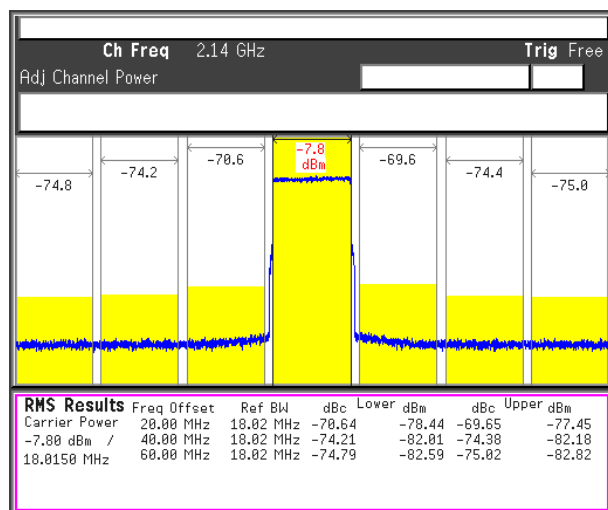 Ch Freq 2.14 GHz Trig Free
Adj Channel Power
-74.8 -74.2 -70.6 -7.8 dBm -69.6 -74.4 -75.0
RMS Results Freq Offset Ref BW dBc Lower dBm dBc Upper dBm
Carrier Power 20.00 MHz 18.02 MHz -70.64 -78.44 -69.65 -77.45
-7.80 dBm / 40.00 MHz 18.02 MHz -74.21 -82.01 -74.38 -82.18
18.0150 MHz 60.00 MHz 18.02 MHz -74.79 -82.59 -75.02 -82.82